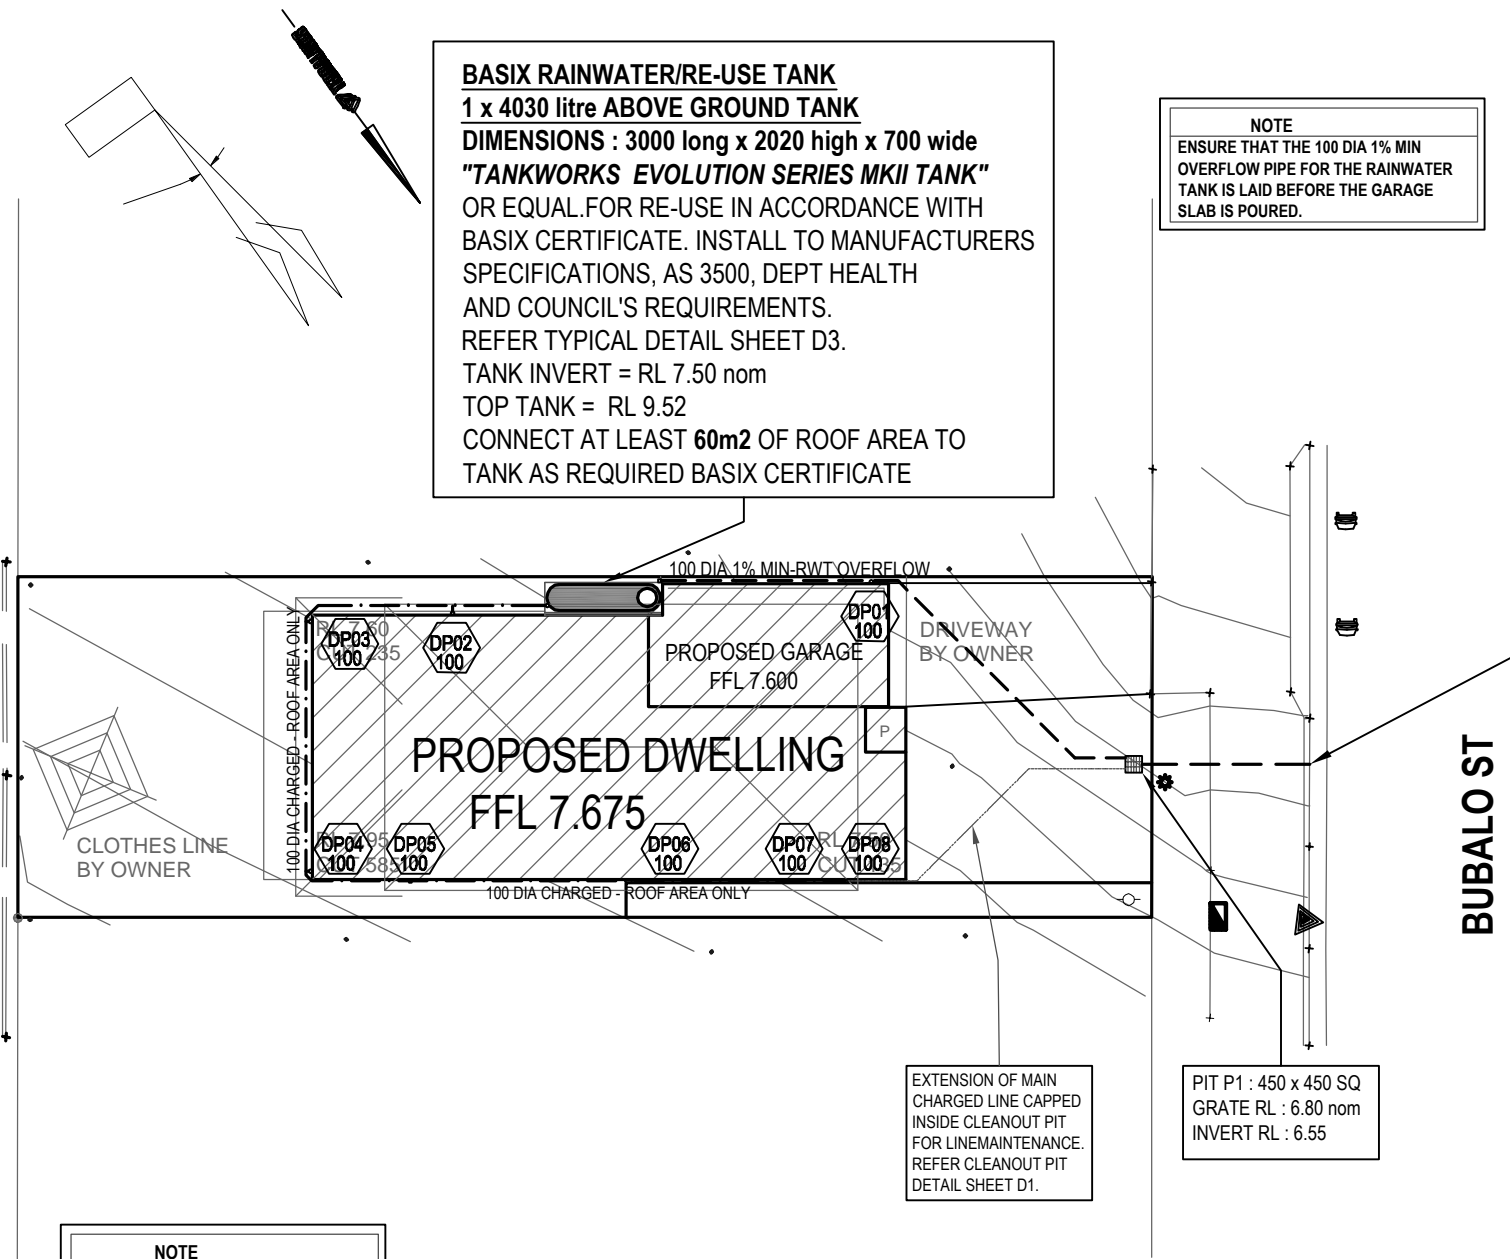 BASIX RAINWATER/RE-USE TANK
1 x 4030 litre ABOVE GROUND TANK
DIMENSIONS : 3000 long x 2020 high x 700 wide
"TANKWORKS EVOLUTION SERIES MKII TANK"
OR EQUAL.FOR RE-USE IN ACCORDANCE WITH
BASIX CERTIFICATE. INSTALL TO MANUFACTURERS
SPECIFICATIONS, AS 3500, DEPT HEALTH
AND COUNCIL'S REQUIREMENTS.
REFER TYPICAL DETAIL SHEET D3.
TANK INVERT = RL 7.50 nom
TOP TANK = RL 9.52
CONNECT AT LEAST 60m2 OF ROOF AREA TO
TANK AS REQUIRED BASIX CERTIFICATE
NOTE
ENSURE THAT THE 100 DIA 1% MIN
OVERFLOW PIPE FOR THE RAINWATER
TANK IS LAID BEFORE THE GARAGE
SLAB IS POURED.
100 DIA 1% MIN-RWT OVERFLOW
DP01
100
DP03
100
DP02
100
PROPOSED GARAGE
FFL 7.600
DRIVEWAY
BY OWNER
100 DIA CHARGED - ROOF AREA ONLY
P
PROPOSED DWELLING
FFL 7.675
BUBALO ST
CLOTHES LINE
BY OWNER
DP04
100
DP05
100
DP06
100
DP07
100
DP08
100
100 DIA CHARGED - ROOF AREA ONLY
EXTENSION OF MAIN
CHARGED LINE CAPPED
INSIDE CLEANOUT PIT
FOR LINEMAINTENANCE.
REFER CLEANOUT PIT
DETAIL SHEET D1.
PIT P1 : 450 x 450 SQ
GRATE RL : 6.80 nom
INVERT RL : 6.55
NOTE